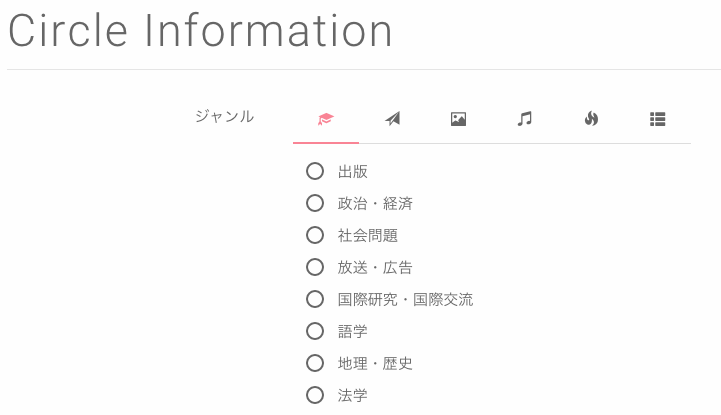 Circle Information
ジャンル
出版
政治・経済
社会問題
放送・広告
国際研究・国際交流
語学
地理・歴史
法学